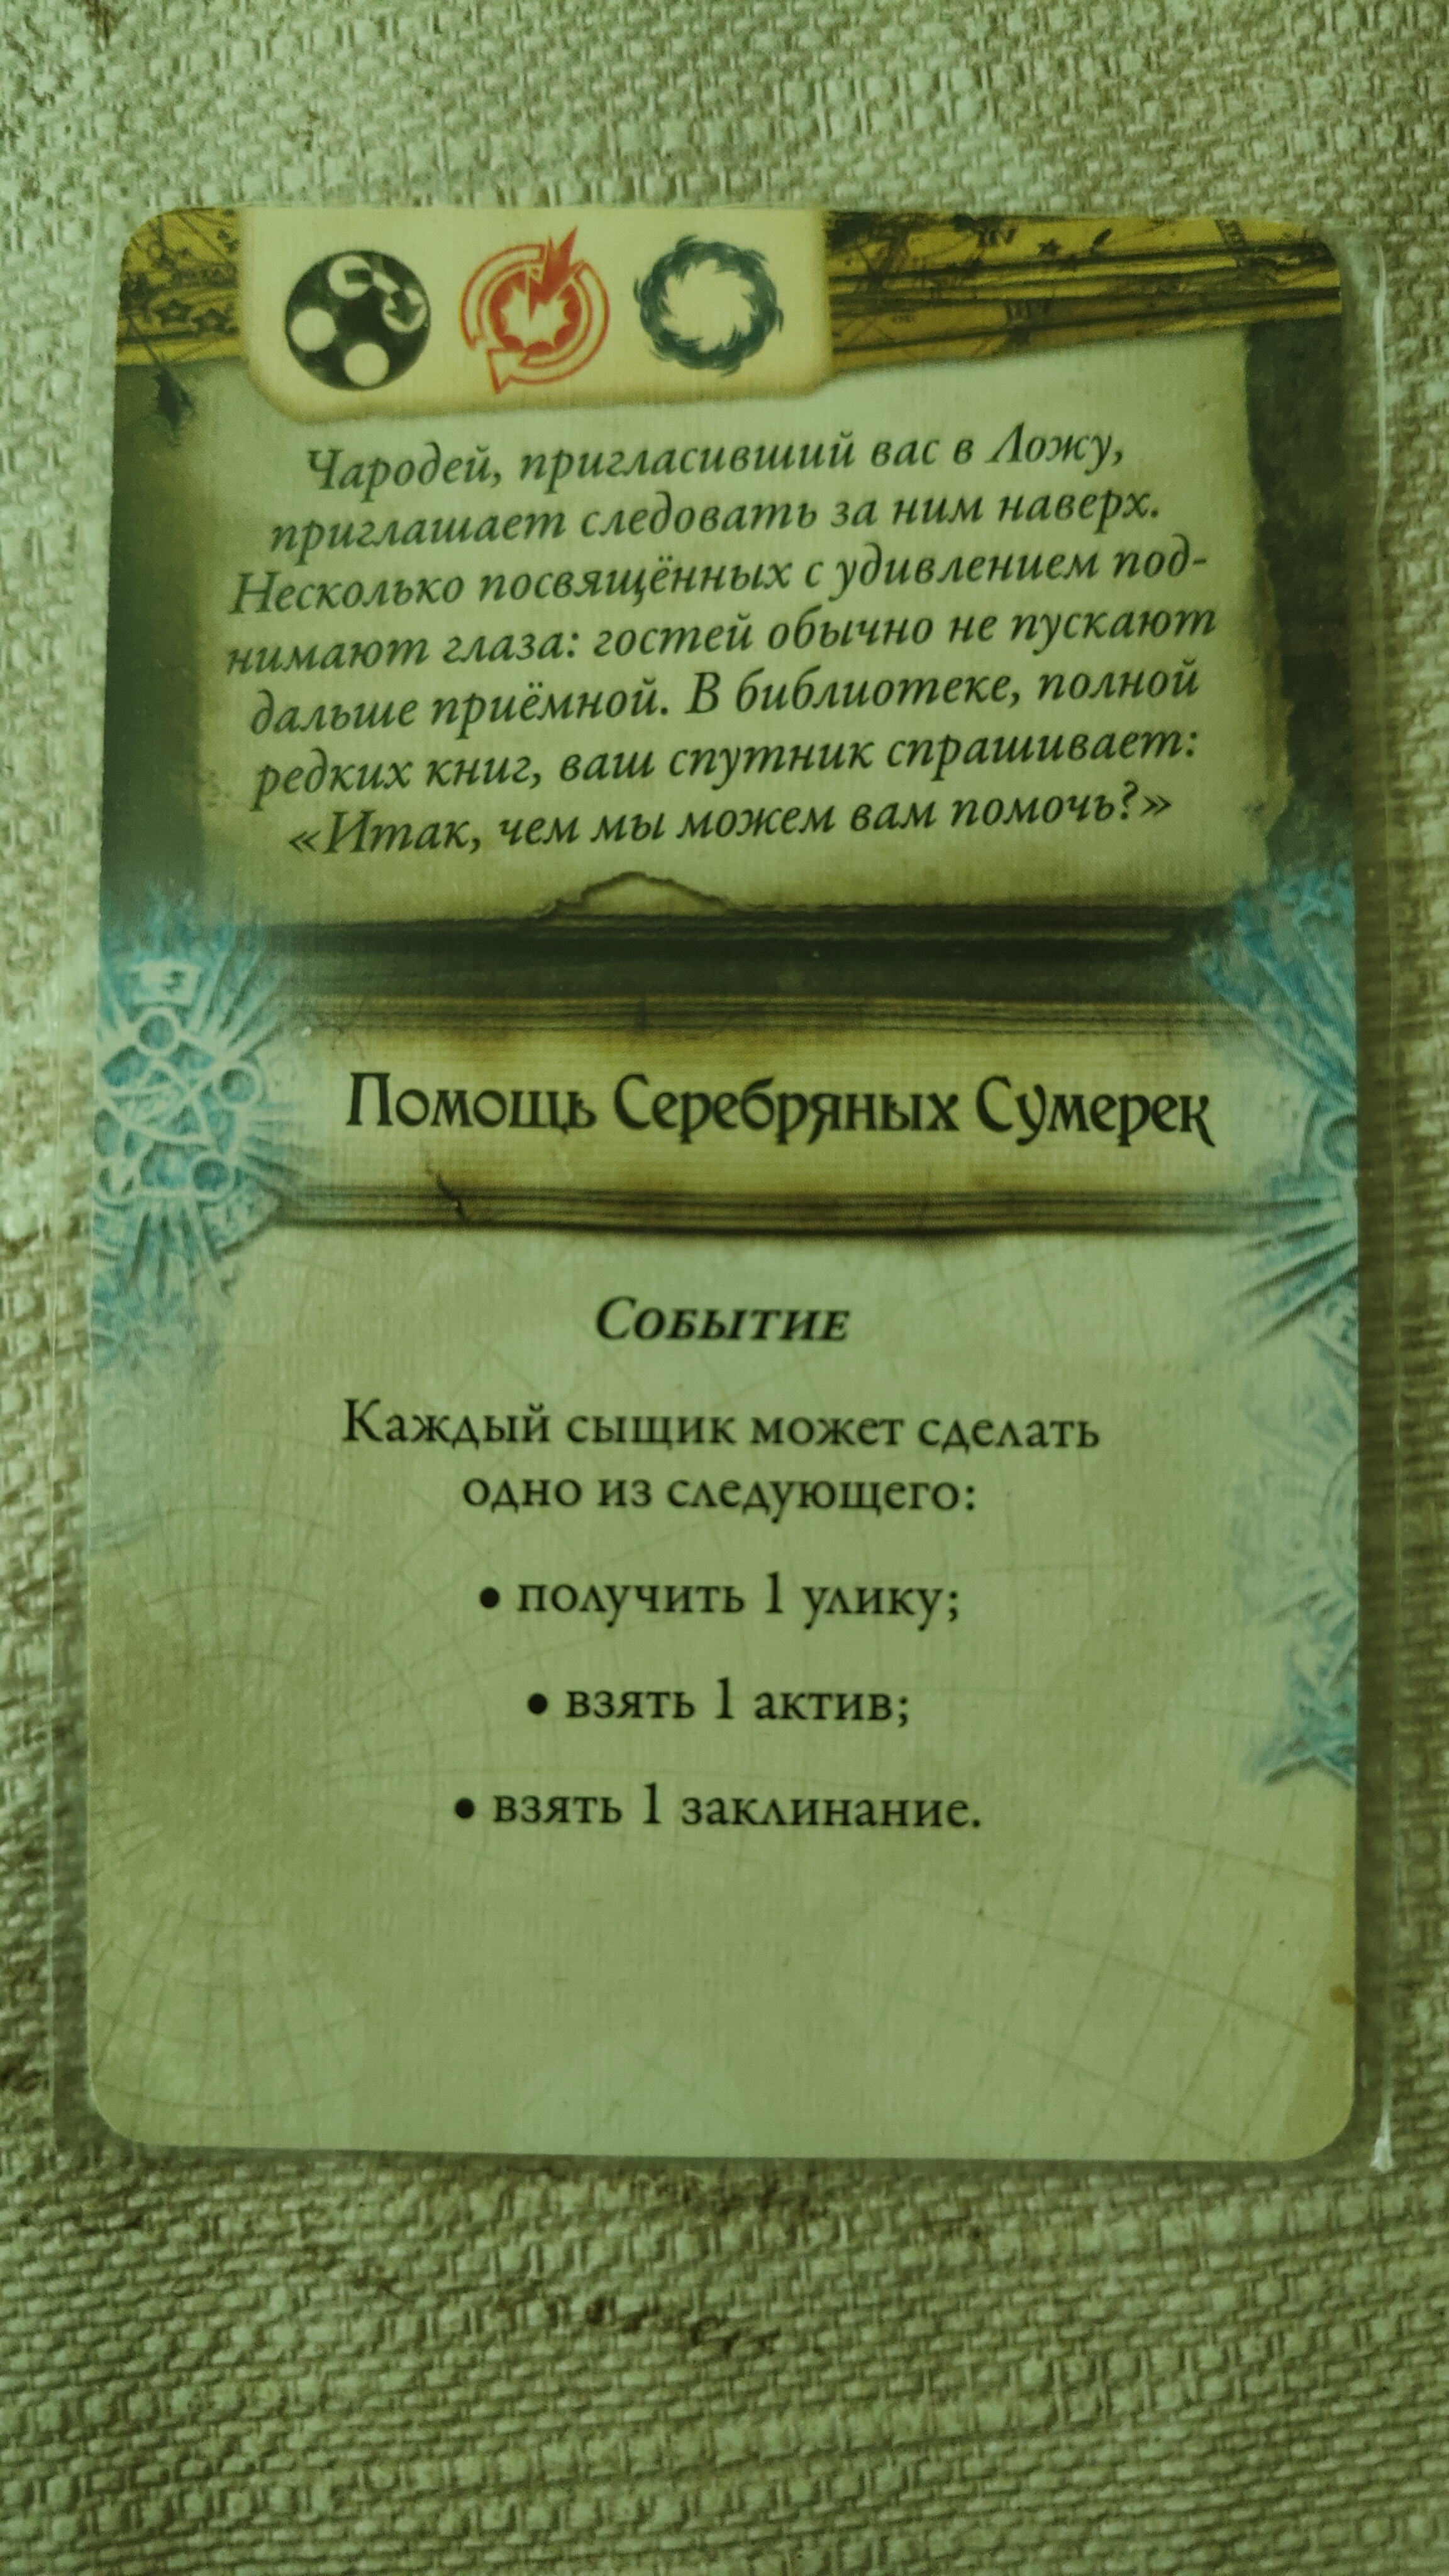 Чародей, пригласивший вас в Ложу,
приглашает следовать за ним наверх.
Несколько посвящённых с удивлением под-
нимают глаза: гостей обычно не пускают
дальше приёмной. В библиотеке, полной
редких книг, ваш спутник спрашивает:
«Итак, чем мы можем вам помочь?»
Помощь Серебряных Сумерек
Событие
Каждый сыщик может сделать
одно из следующего:
• получить 1 улику;
• взять 1 актив;
• взять 1 заклинание.